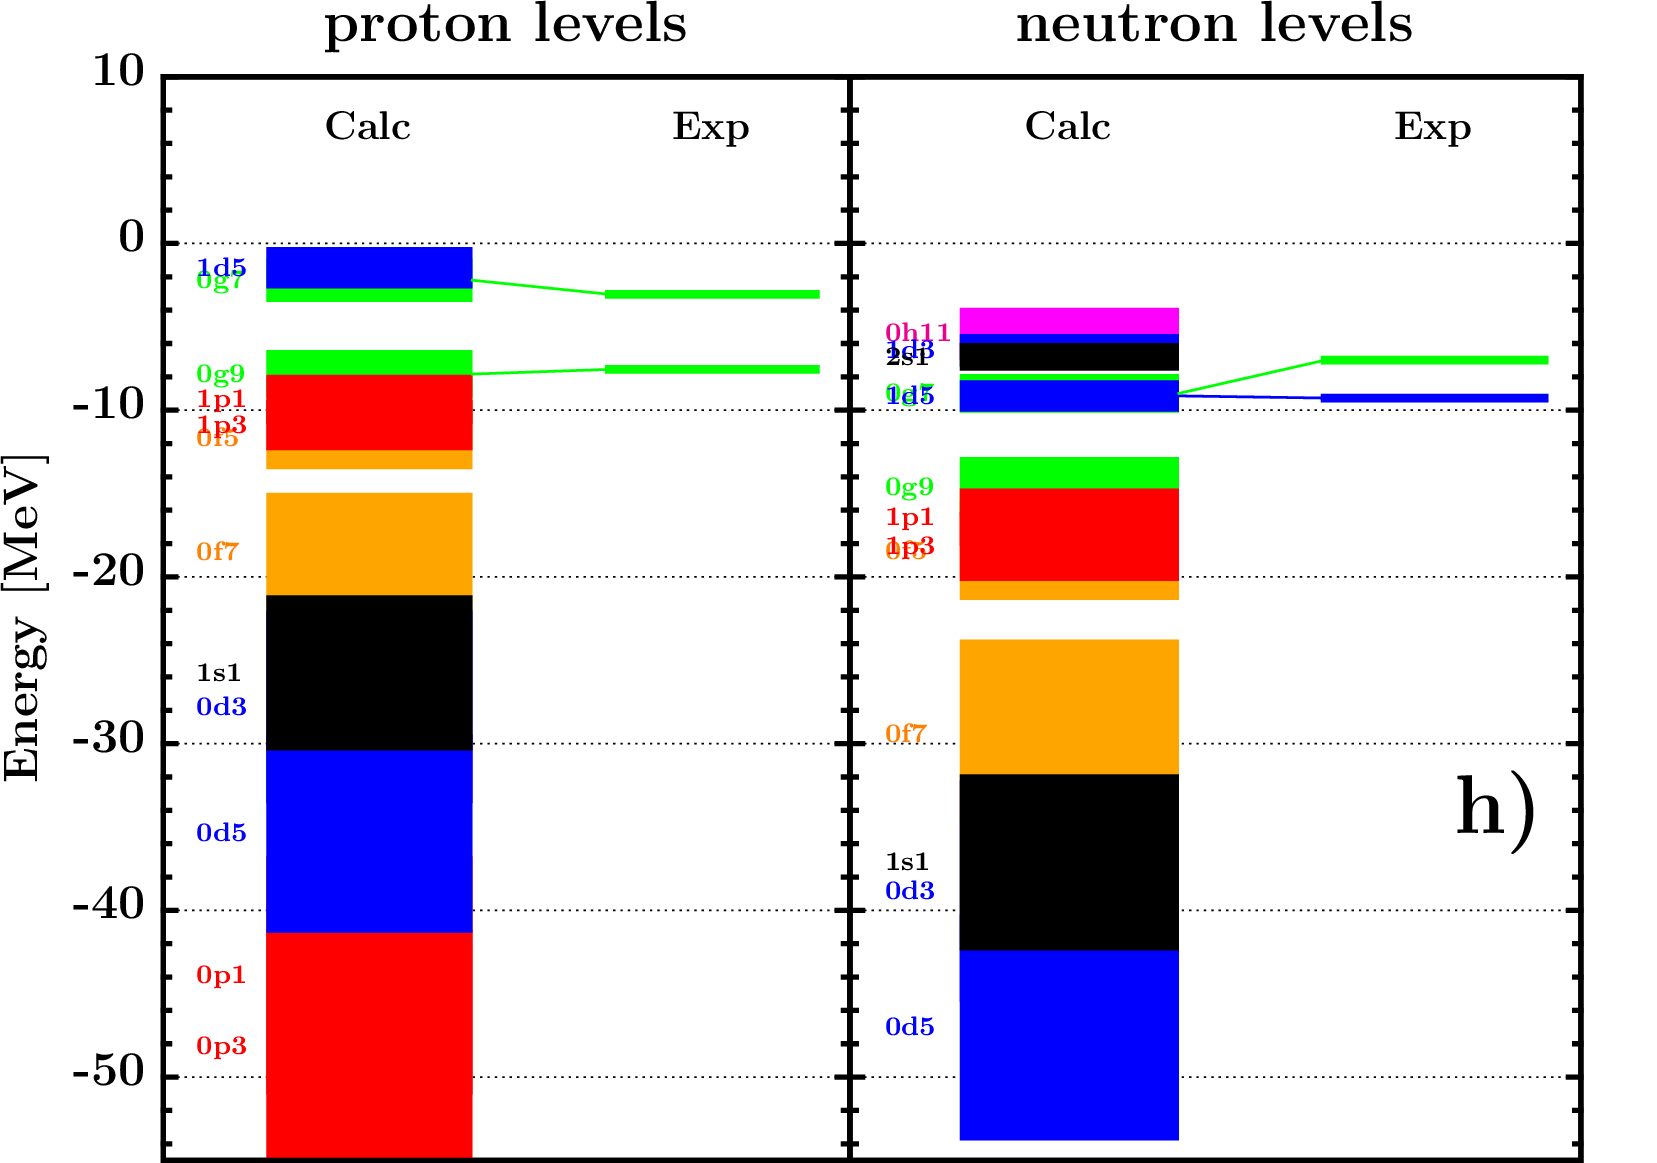 proton levels
neutron levels
Calc
Exp
Calc
Exp
10
0
-10
-20
-30
-40
-50
Energy [MeV]
1d5
0g7
0g9
1p1
1p3
0f5
0f7
1s1
0d3
0d5
0p1
0p3
0h11
1d3
2s1
0g7
1d5
0g9
1p1
1p3
0f5
0f7
1s1
0d3
0d5
h)